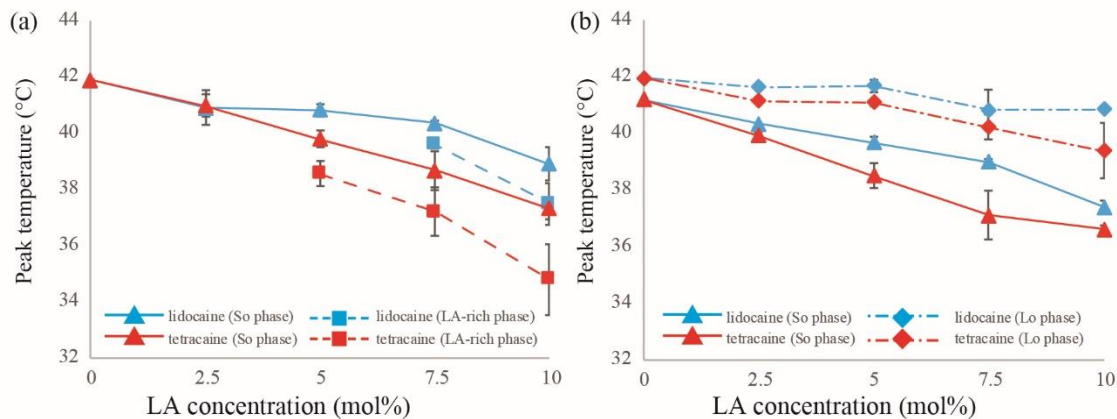 (a)
44
42
40
38
36
34
32
Peak temperature (°C)
lidocaine (So phase)
lidocaine (LA-rich phase)
tetracaine (So phase)
tetracaine (LA-rich phase)
0 2.5 5 7.5 10
LA concentration (mol%)
(b)
44
42
40
38
36
34
32
Peak temperature (°C)
lidocaine (So phase)
lidocaine (Lo phase)
tetracaine (So phase)
tetracaine (Lo phase)
0 2.5 5 7.5 10
LA concentration (mol%)